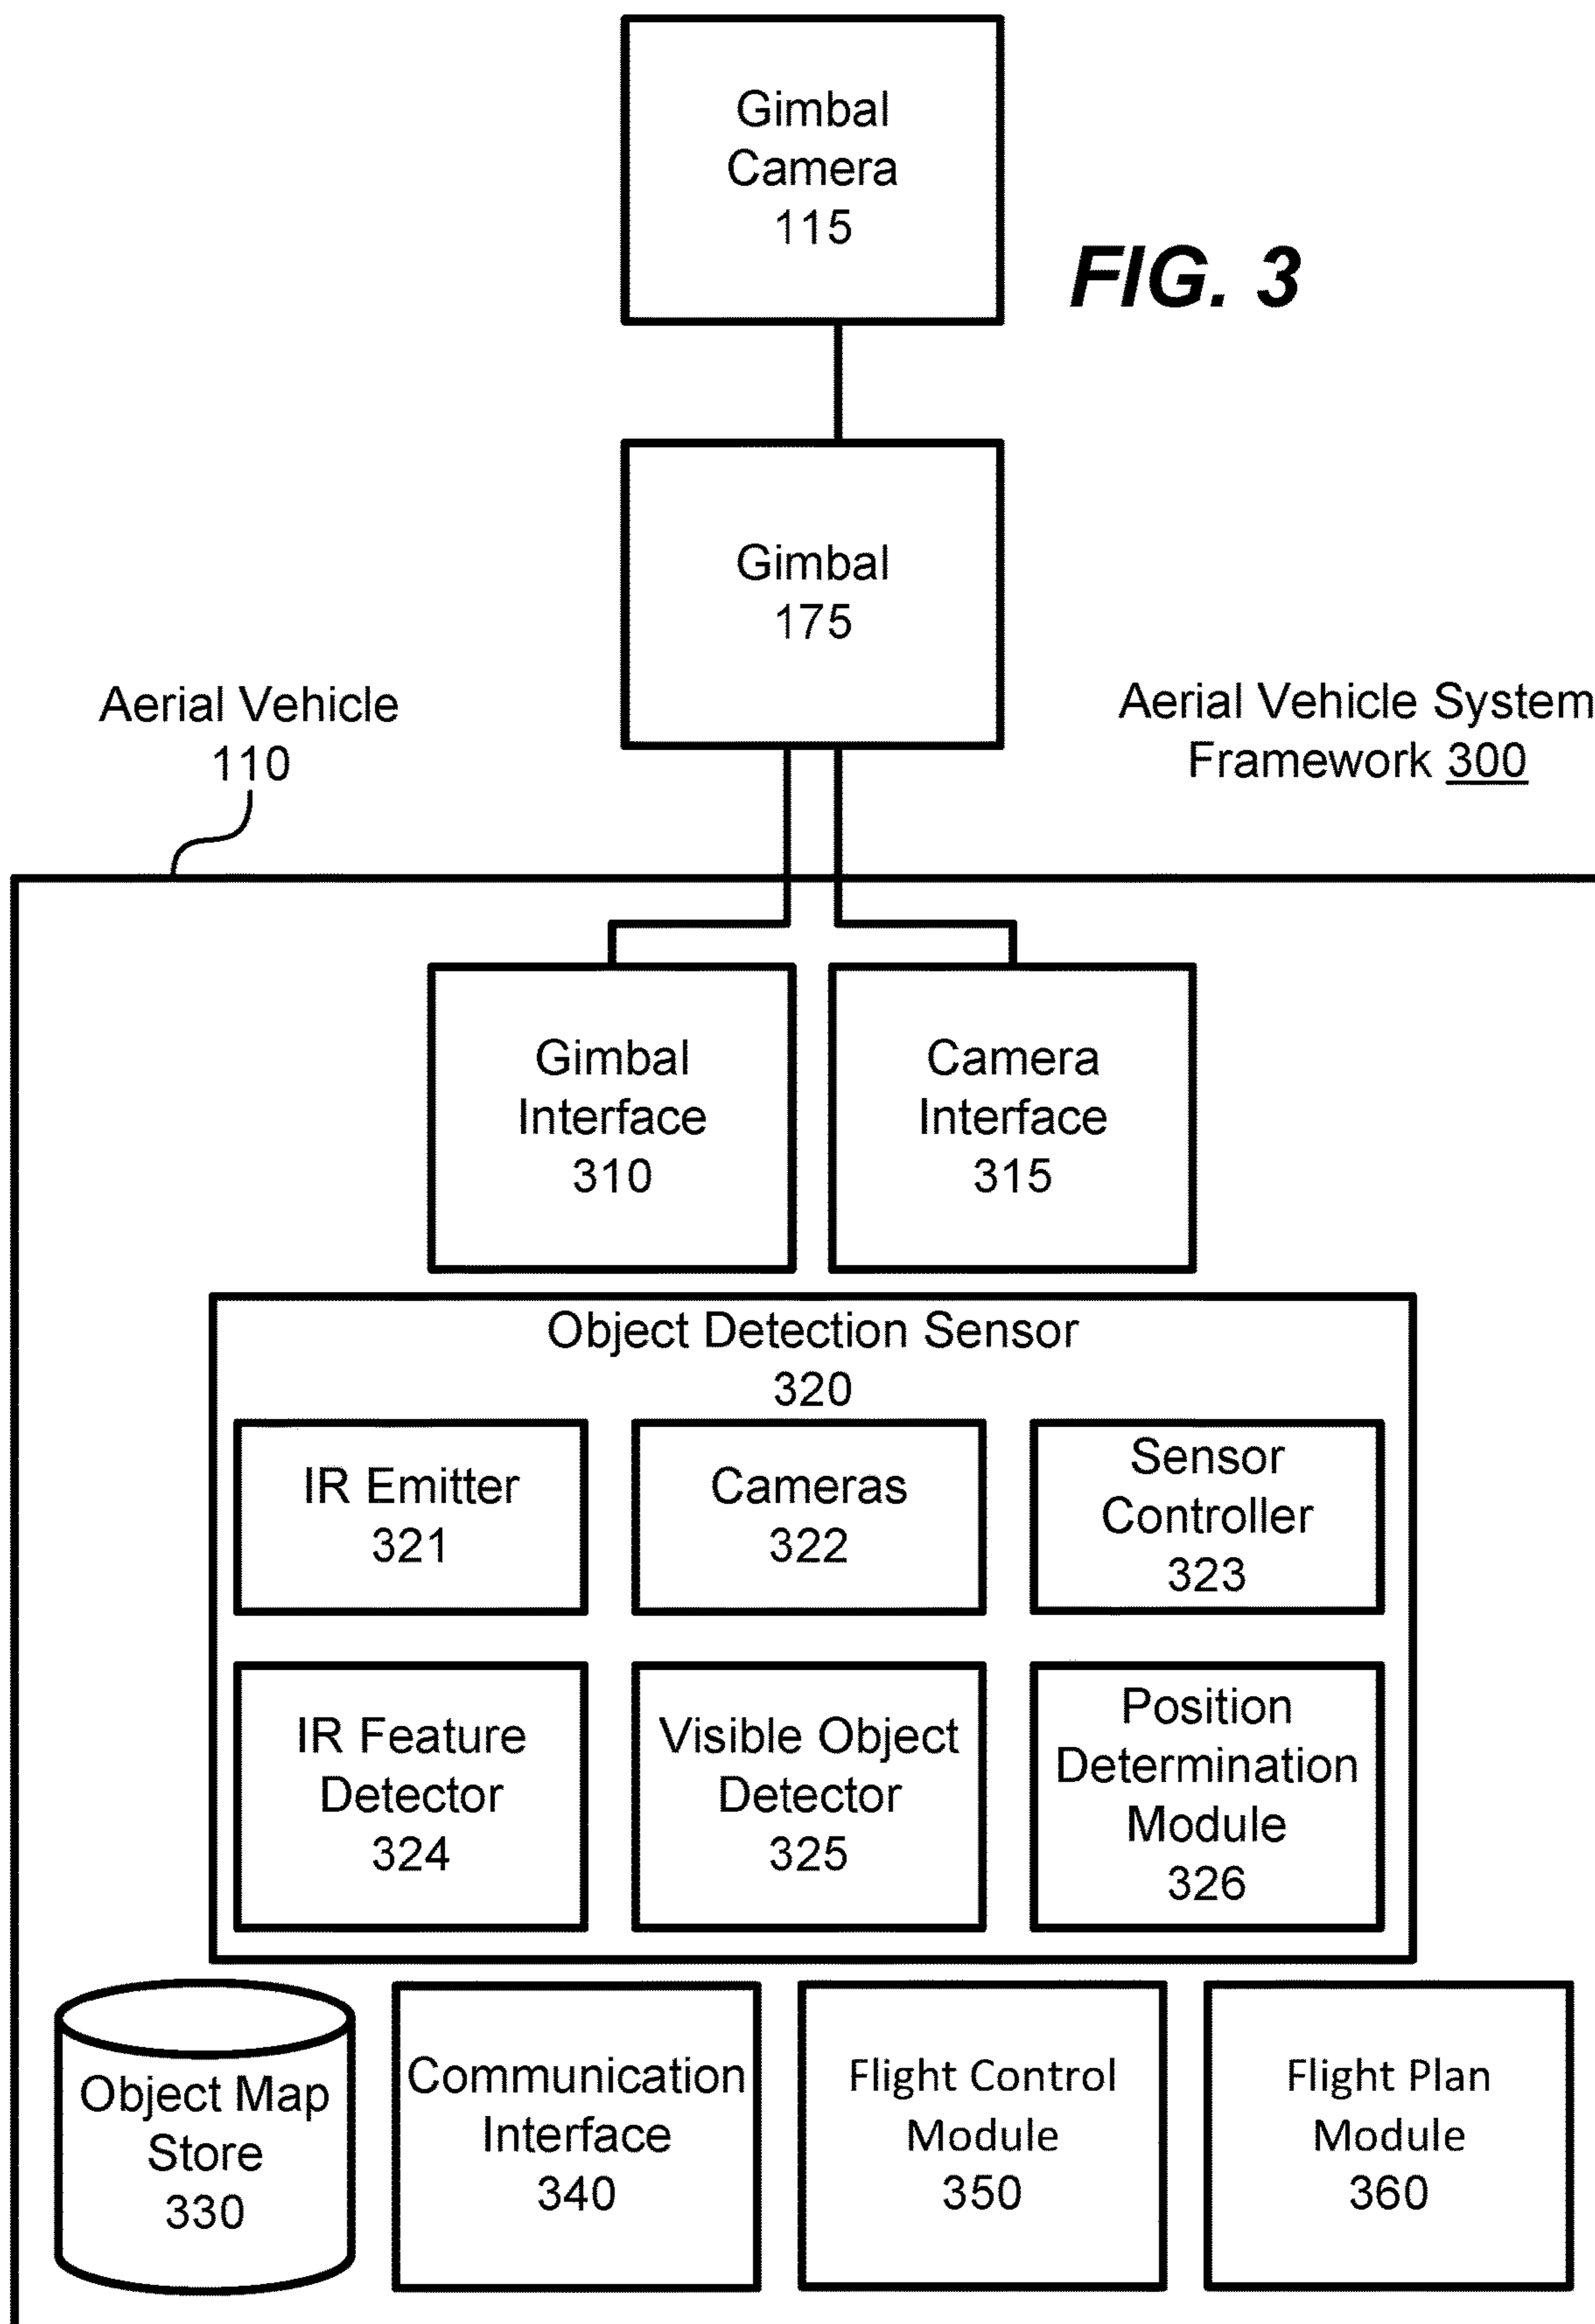 Gimbal
Camera
115
FIG. 3
Gimbal
175
Aerial Vehicle
110
Aerial Vehicle System
Framework 300
Gimbal
Interface
310
Camera
Interface
315
Object Detection Sensor
320
IR Emitter
321
Cameras
322
Sensor
Controller
323
IR Feature
Detector
324
Visible Object
Detector
325
Position
Determination
Module
326
Object Map
Store
330
Communication
Interface
340
Flight Control
Module
350
Flight Plan
Module
360